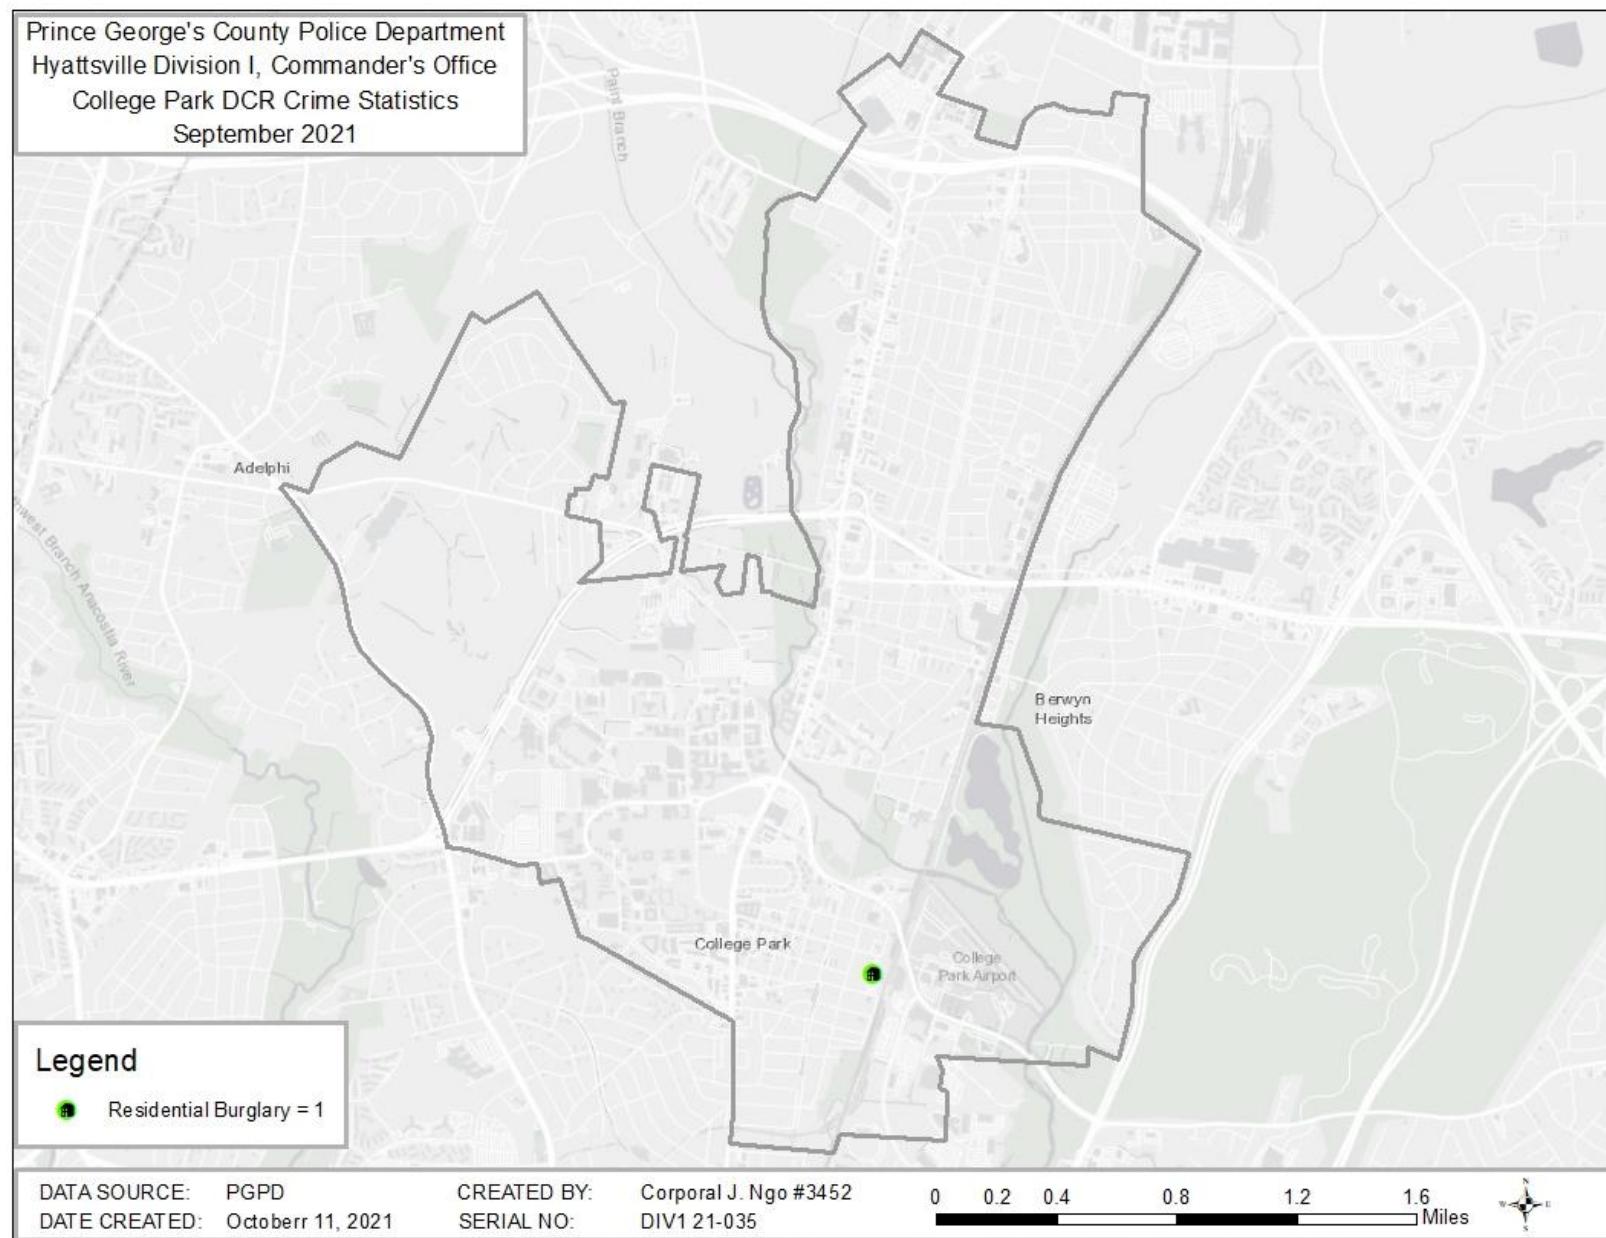 Prince George's County Police Department
Hyattsville Division I, Commander's Office
College Park DCR Crime Statistics
September 2021
Paint Branch
Adelphi
Branch Anacostia River
Berwyn
Heights
College Park
College
Park Airport
Legend
Residential Burglary = 1
DATA SOURCE: PGPD
DATE CREATED: Octoberr 11, 2021
CREATED BY: Corporal J. Ngo #3452
SERIAL NO: DIV1 21-035
0 0.2 0.4 0.8 1.2 1.6
Miles
N
W E
S